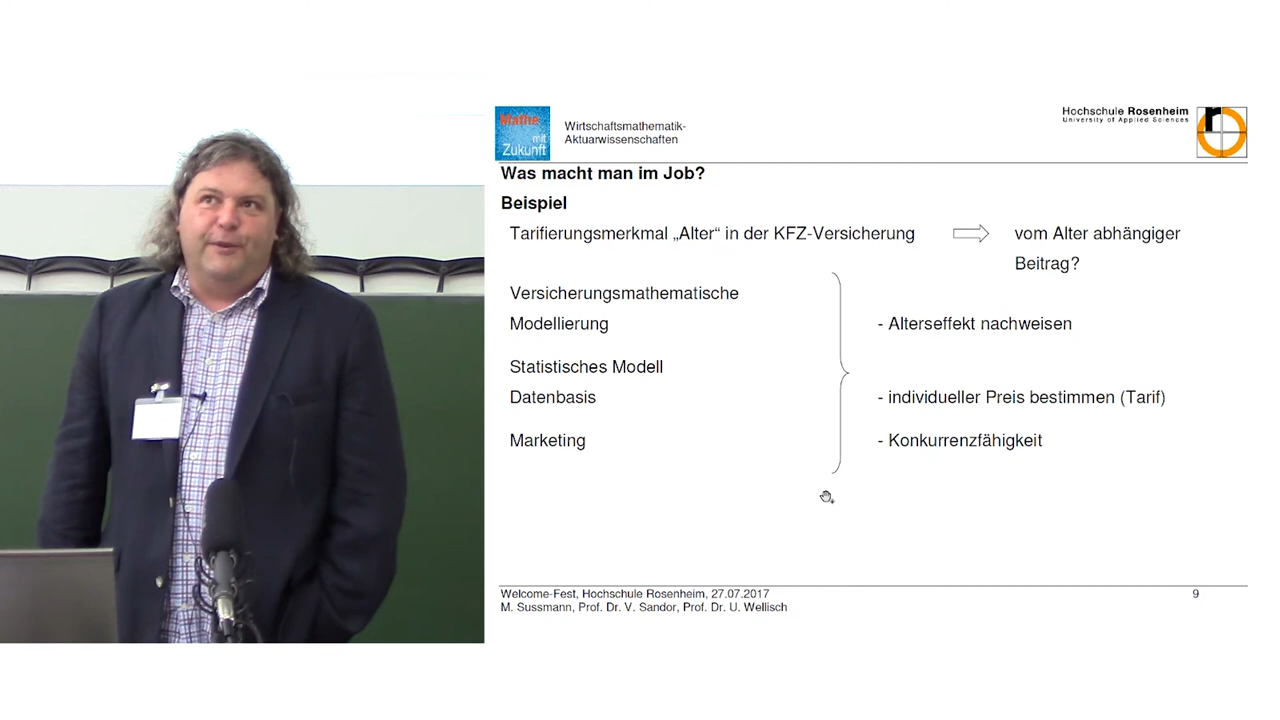 Mathe
mit
Zukunft
Wirtschaftsmathematik-
Aktuarwissenschaften
Hochschule Rosenheim
University of Applied Sciences
r
Was macht man im Job?
Beispiel
Tarifierungsmerkmal „Alter“ in der KFZ-Versicherung
vom Alter abhängiger
Beitrag?
Versicherungsmathematische
Modellierung
- Alterseffekt nachweisen
Statistisches Modell
Datenbasis
- individueller Preis bestimmen (Tarif)
Marketing
- Konkurrenzfähigkeit
Welcome-Fest, Hochschule Rosenheim, 27.07.2017
M. Sussmann, Prof. Dr. V. Sandor, Prof. Dr. U. Wellisch
9